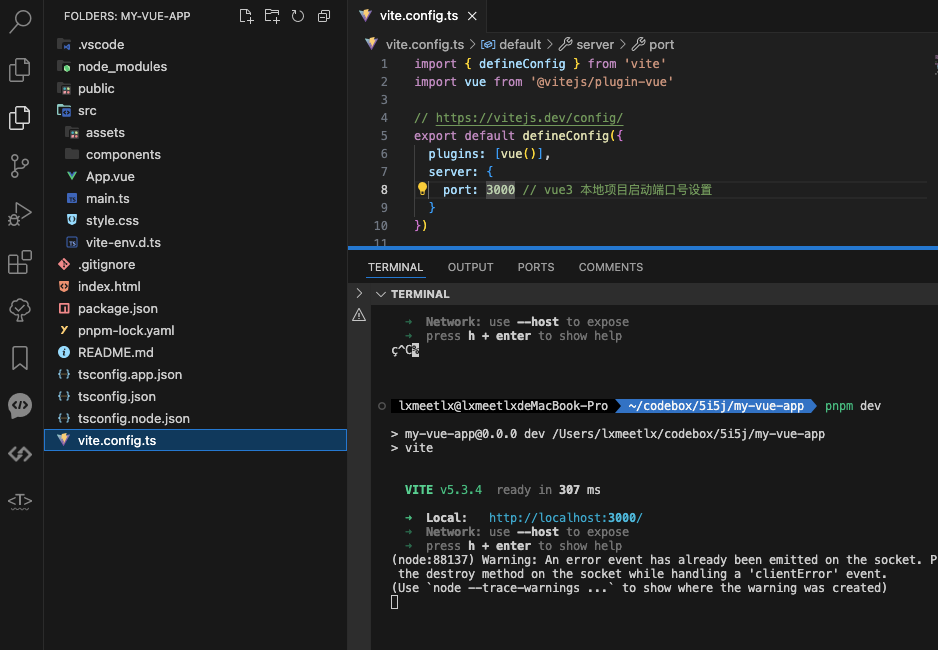 FOLDERS: MY-VUE-APP
.vscode
node_modules
public
src
assets
components
App.vue
main.ts
style.css
vite-env.d.ts
.gitignore
index.html
package.json
pnpm-lock.yaml
README.md
tsconfig.app.json
tsconfig.json
tsconfig.node.json
vite.config.ts
vite.config.ts
vite.config.ts > default > server > port
1 import { defineConfig } from 'vite'
2 import vue from '@vitejs/plugin-vue'
3
4 // https://vitejs.dev/config/
5 export default defineConfig({
6 plugins: [vue()],
7 server: {
8 port: 3000 // vue3 本地项目启动端口号设置
9 }
10 })
11
TERMINAL OUTPUT PORTS COMMENTS
TERMINAL
➜ Network: use --host to expose
➜ press h + enter to show help
ç^C%
lxmeetlx@lxmeetlxdeMacBook-Pro ~/codebox/5i5j/my-vue-app pnpm dev
> my-vue-app@0.0.0 dev /Users/lxmeetlx/codebox/5i5j/my-vue-app
> vite
VITE v5.3.4 ready in 307 ms
➜ Local: http://localhost:3000/
➜ Network: use --host to expose
➜ press h + enter to show help
(node:88137) Warning: An error event has already been emitted on the socket. P
the destroy method on the socket while handling a 'clientError' event.
(Use `node --trace-warnings ...` to show where the warning was created)